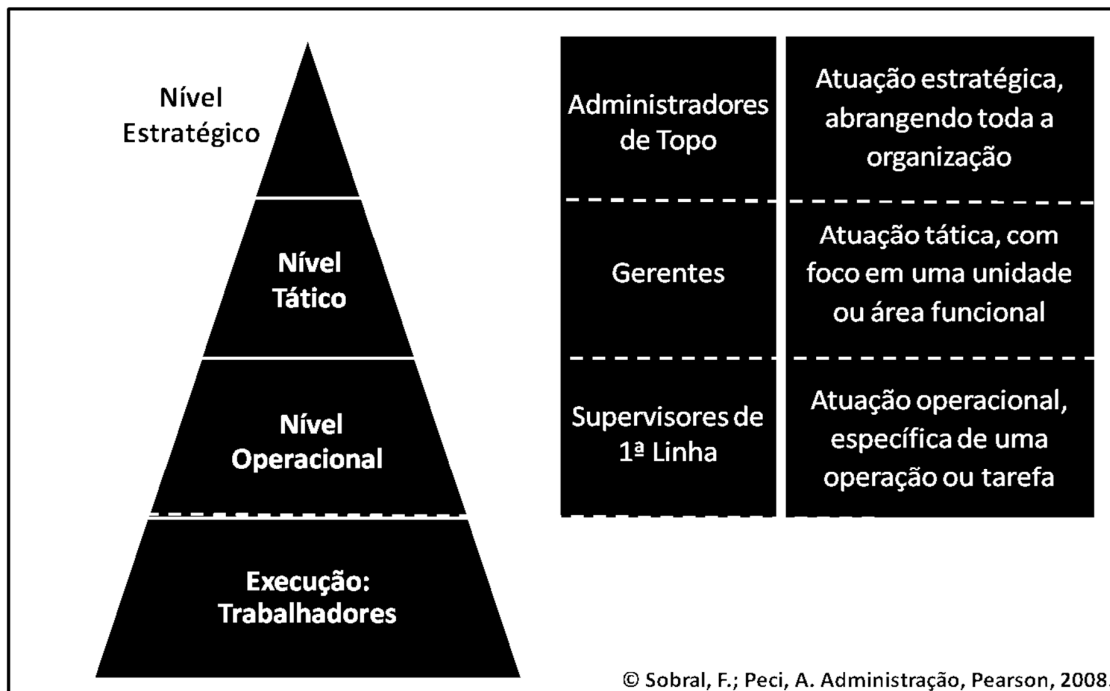 Nível
Estratégico
Nível
Tático
Nível
Operacional
Execução:
Trabalhadores
Administradores
de Topo
Atuação estratégica,
abrangendo toda a
organização
Gerentes
Atuação tática, com
foco em uma unidade
ou área funcional
Supervisores de
1ª Linha
Atuação operacional,
específica de uma
operação ou tarefa
© Sobral, F.; Peci, A. Administração, Pearson, 2008.